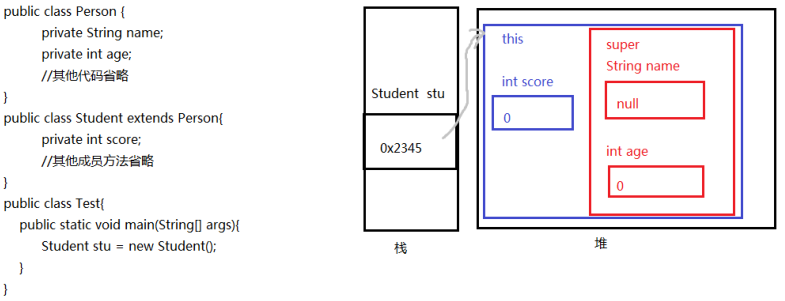 public class Person {
private String name;
private int age;
//其他代码省略
}
public class Student extends Person{
private int score;
//其他成员方法省略
}
public class Test{
public static void main(String[] args){
Student stu = new Student();
}
}
Student stu
0x2345
栈
this
int score
0
super
String name
null
int age
0
堆